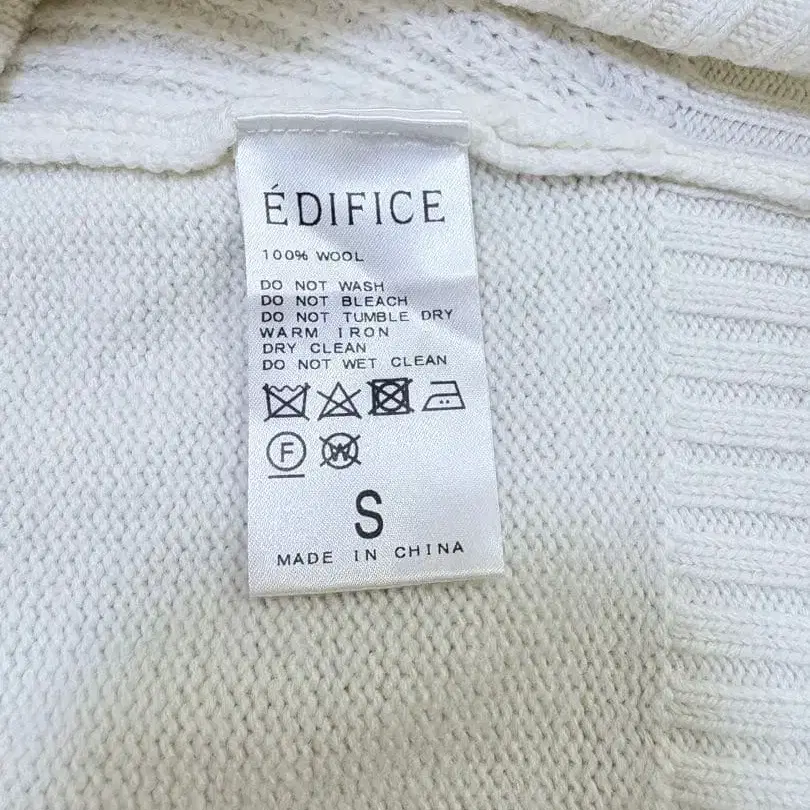 ÉDIFICE
100% WOOL
DO NOT WASH
DO NOT BLEACH
DO NOT TUMBLE DRY
WARM IRON
DRY CLEAN
DO NOT WET CLEAN
F W
S
MADE IN CHINA